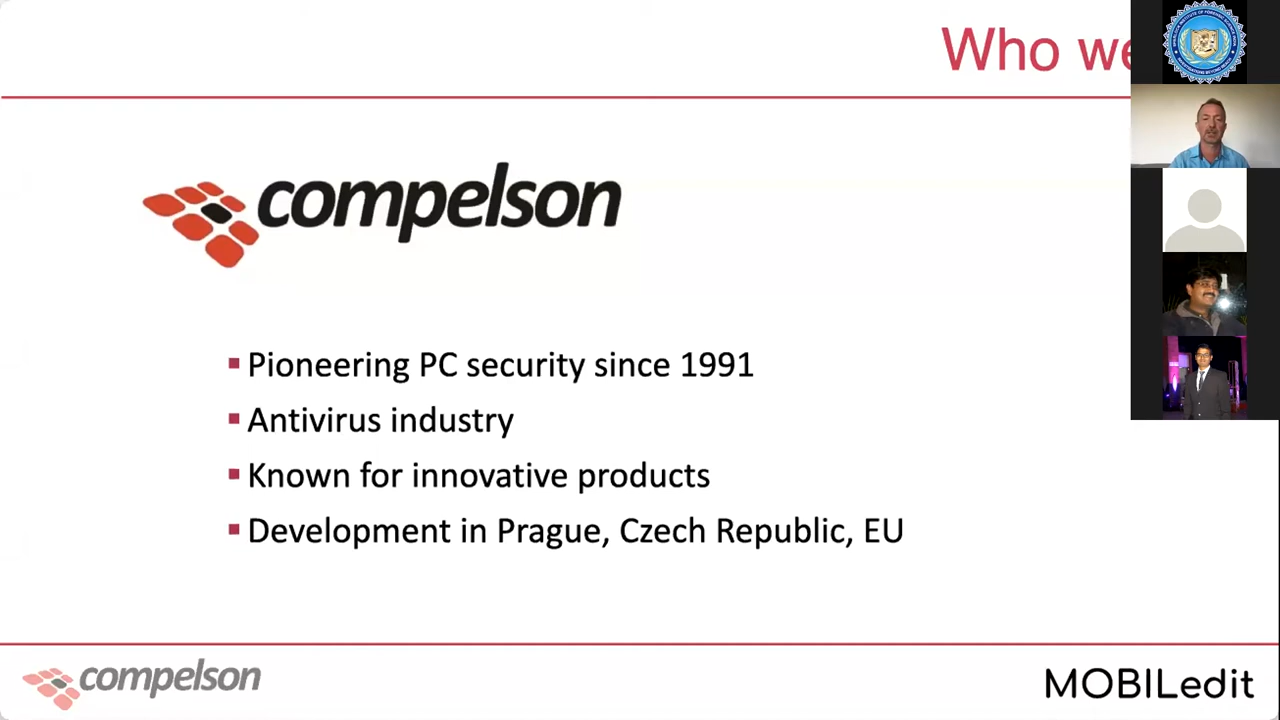 Who we
compelson
Pioneering PC security since 1991
Antivirus industry
Known for innovative products
Development in Prague, Czech Republic, EU
compelson
MOBILedit